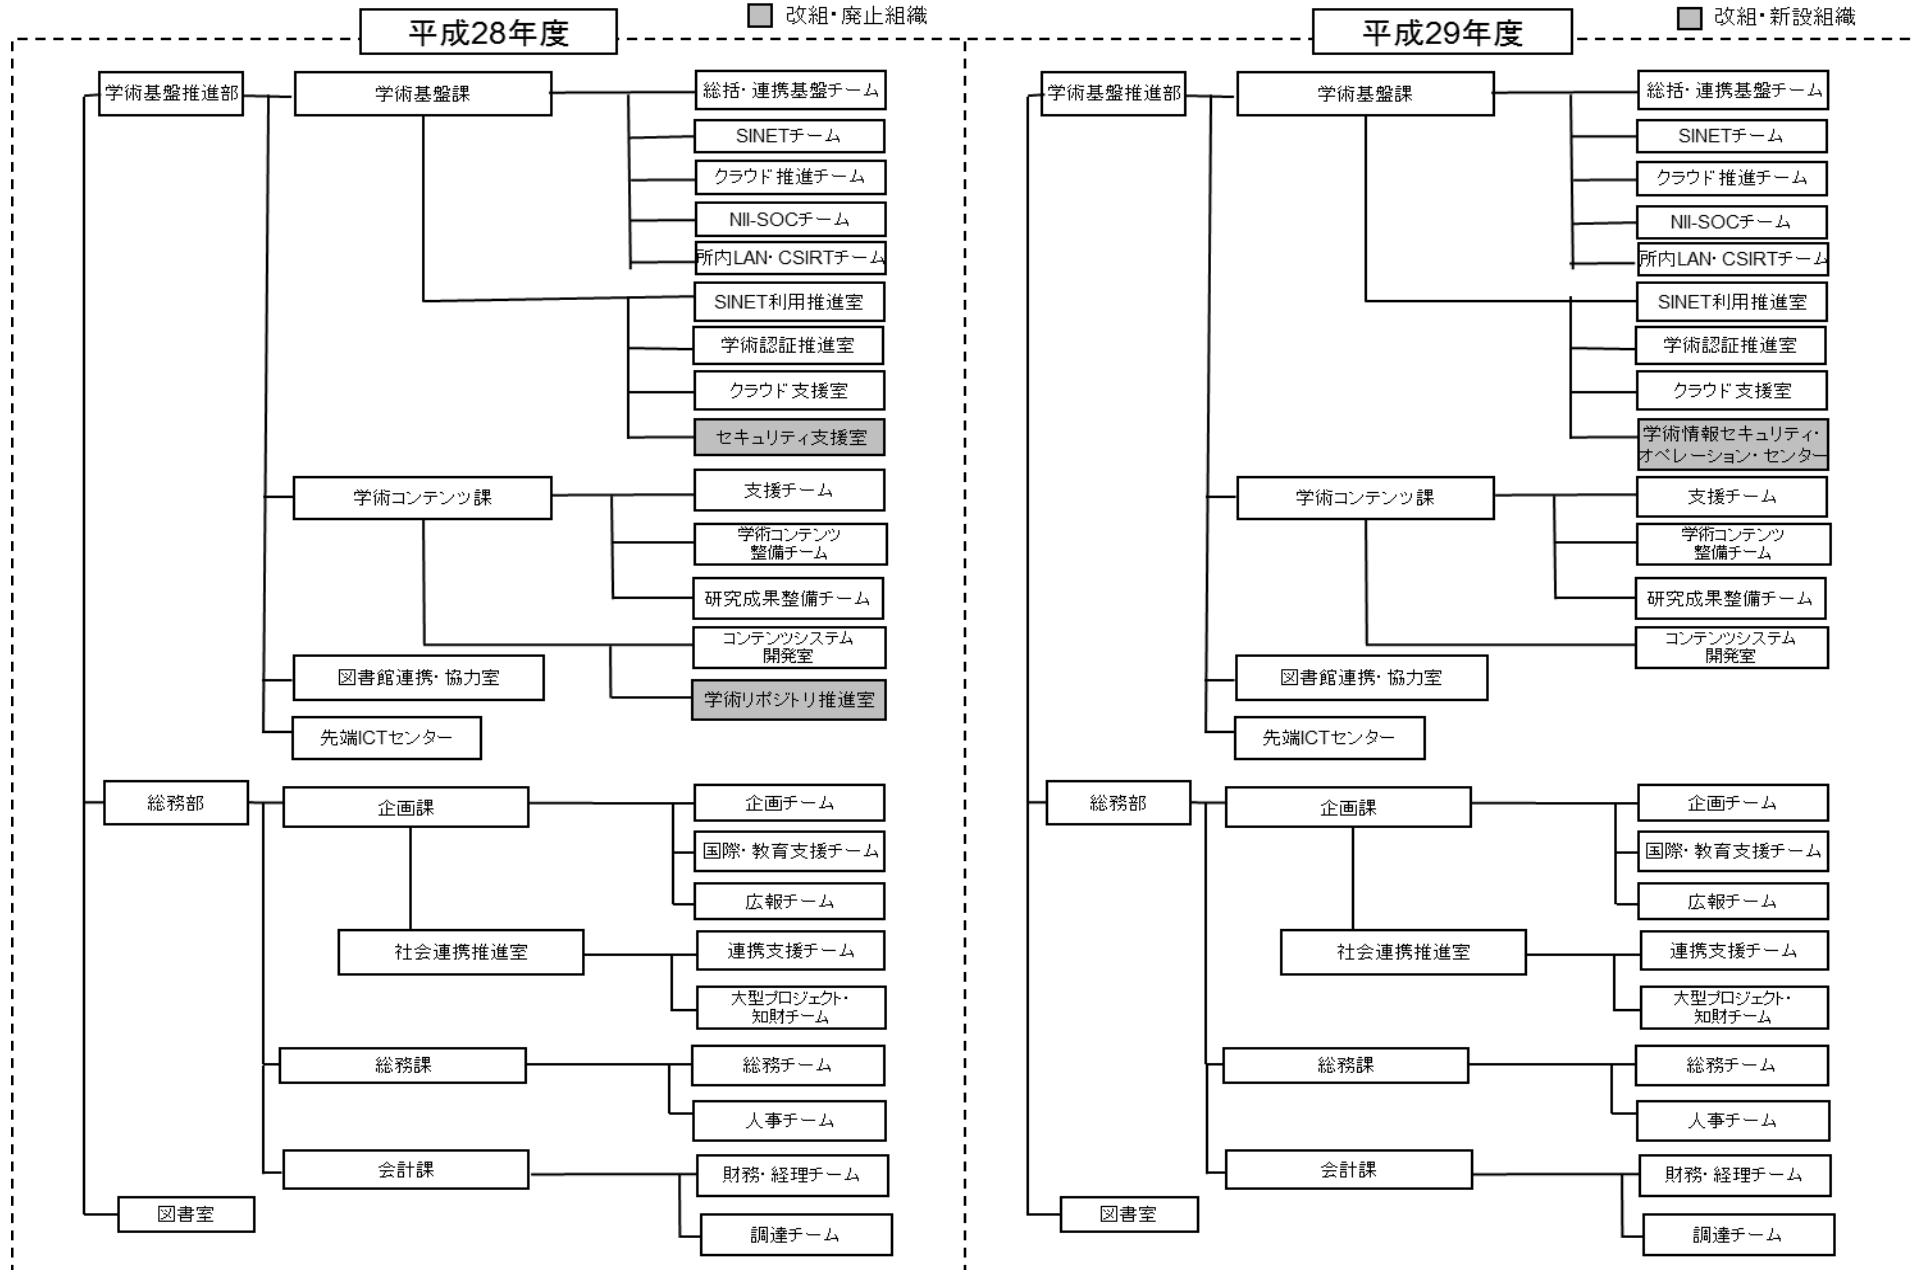 平成28年度
改組・廃止組織
学術基盤推進部
学術基盤課
総括・連携基盤チーム
SINETチーム
クラウド推進チーム
NII-SOCチーム
所内LAN・CSIRTチーム
SINET利用推進室
学術認証推進室
クラウド支援室
セキュリティ支援室
学術コンテンツ課
支援チーム
学術コンテンツ
整備チーム
研究成果整備チーム
コンテンツシステム
開発室
学術リポジトリ推進室
図書館連携・協力室
先端ICTセンター
総務部
企画課
企画チーム
国際・教育支援チーム
広報チーム
社会連携推進室
連携支援チーム
大型プロジェクト・
知財チーム
総務課
総務チーム
人事チーム
会計課
財務・経理チーム
調達チーム
図書室
平成29年度
改組・新設組織
学術基盤推進部
学術基盤課
総括・連携基盤チーム
SINETチーム
クラウド推進チーム
NII-SOCチーム
所内LAN・CSIRTチーム
SINET利用推進室
学術認証推進室
クラウド支援室
学術情報セキュリティ・
オペレーション・センター
学術コンテンツ課
支援チーム
学術コンテンツ
整備チーム
研究成果整備チーム
コンテンツシステム
開発室
図書館連携・協力室
先端ICTセンター
総務部
企画課
企画チーム
国際・教育支援チーム
広報チーム
社会連携推進室
連携支援チーム
大型プロジェクト・
知財チーム
総務課
総務チーム
人事チーム
会計課
財務・経理チーム
調達チーム
図書室